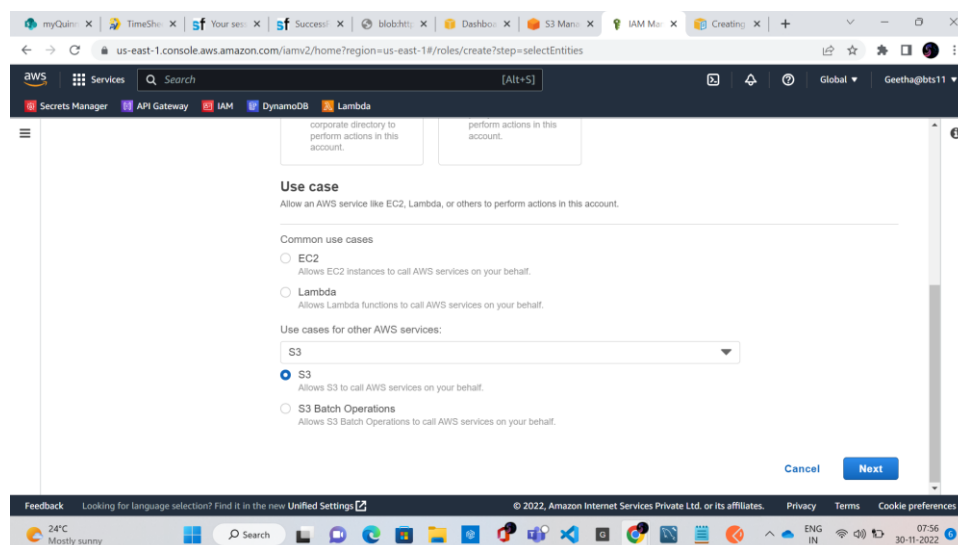 myQuinn
TimeShe
Your ses
Successf
blob:http
Dashboa
S3 Mana
IAM Mar
Creating
us-east-1.console.aws.amazon.com/iamv2/home?region=us-east-1#/roles/create?step=selectEntities
aws Services Search [Alt+S] Global Geetha@bts11
Secrets Manager API Gateway IAM DynamoDB Lambda
corporate directory to
perform actions in this
account.
perform actions in this
account.
Use case
Allow an AWS service like EC2, Lambda, or others to perform actions in this account.
Common use cases
EC2
Allows EC2 instances to call AWS services on your behalf.
Lambda
Allows Lambda functions to call AWS services on your behalf.
Use cases for other AWS services:
S3
S3
Allows S3 to call AWS services on your behalf.
S3 Batch Operations
Allows S3 Batch Operations to call AWS services on your behalf.
Cancel Next
Feedback Looking for language selection? Find it in the new Unified Settings © 2022, Amazon Internet Services Private Ltd. or its affiliates. Privacy Terms Cookie preferences
24°C
Mostly sunny
Search
ENG
IN
07:56
30-11-2022
6